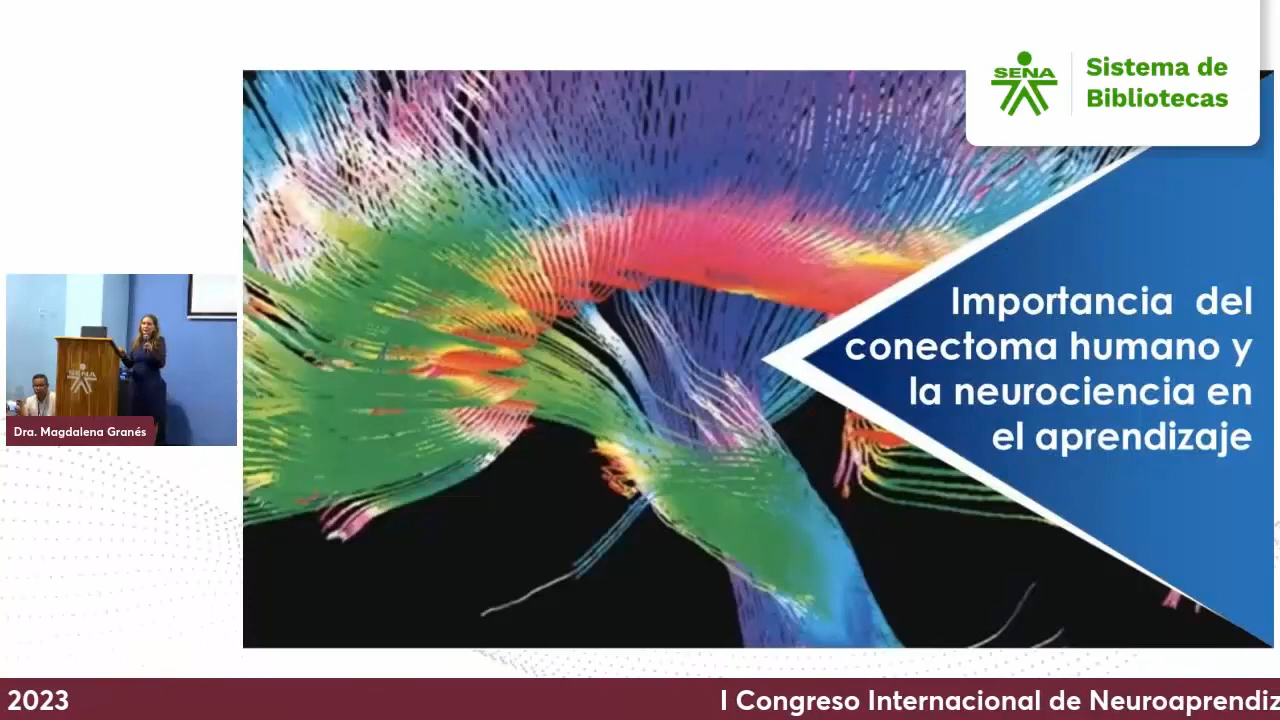 SENA
Sistema de
Bibliotecas
Importancia del
conectoma humano y
la neurociencia en
el aprendizaje
SENA
Dra. Magdalena Granés
2023
I Congreso Internacional de Neuroaprendiz